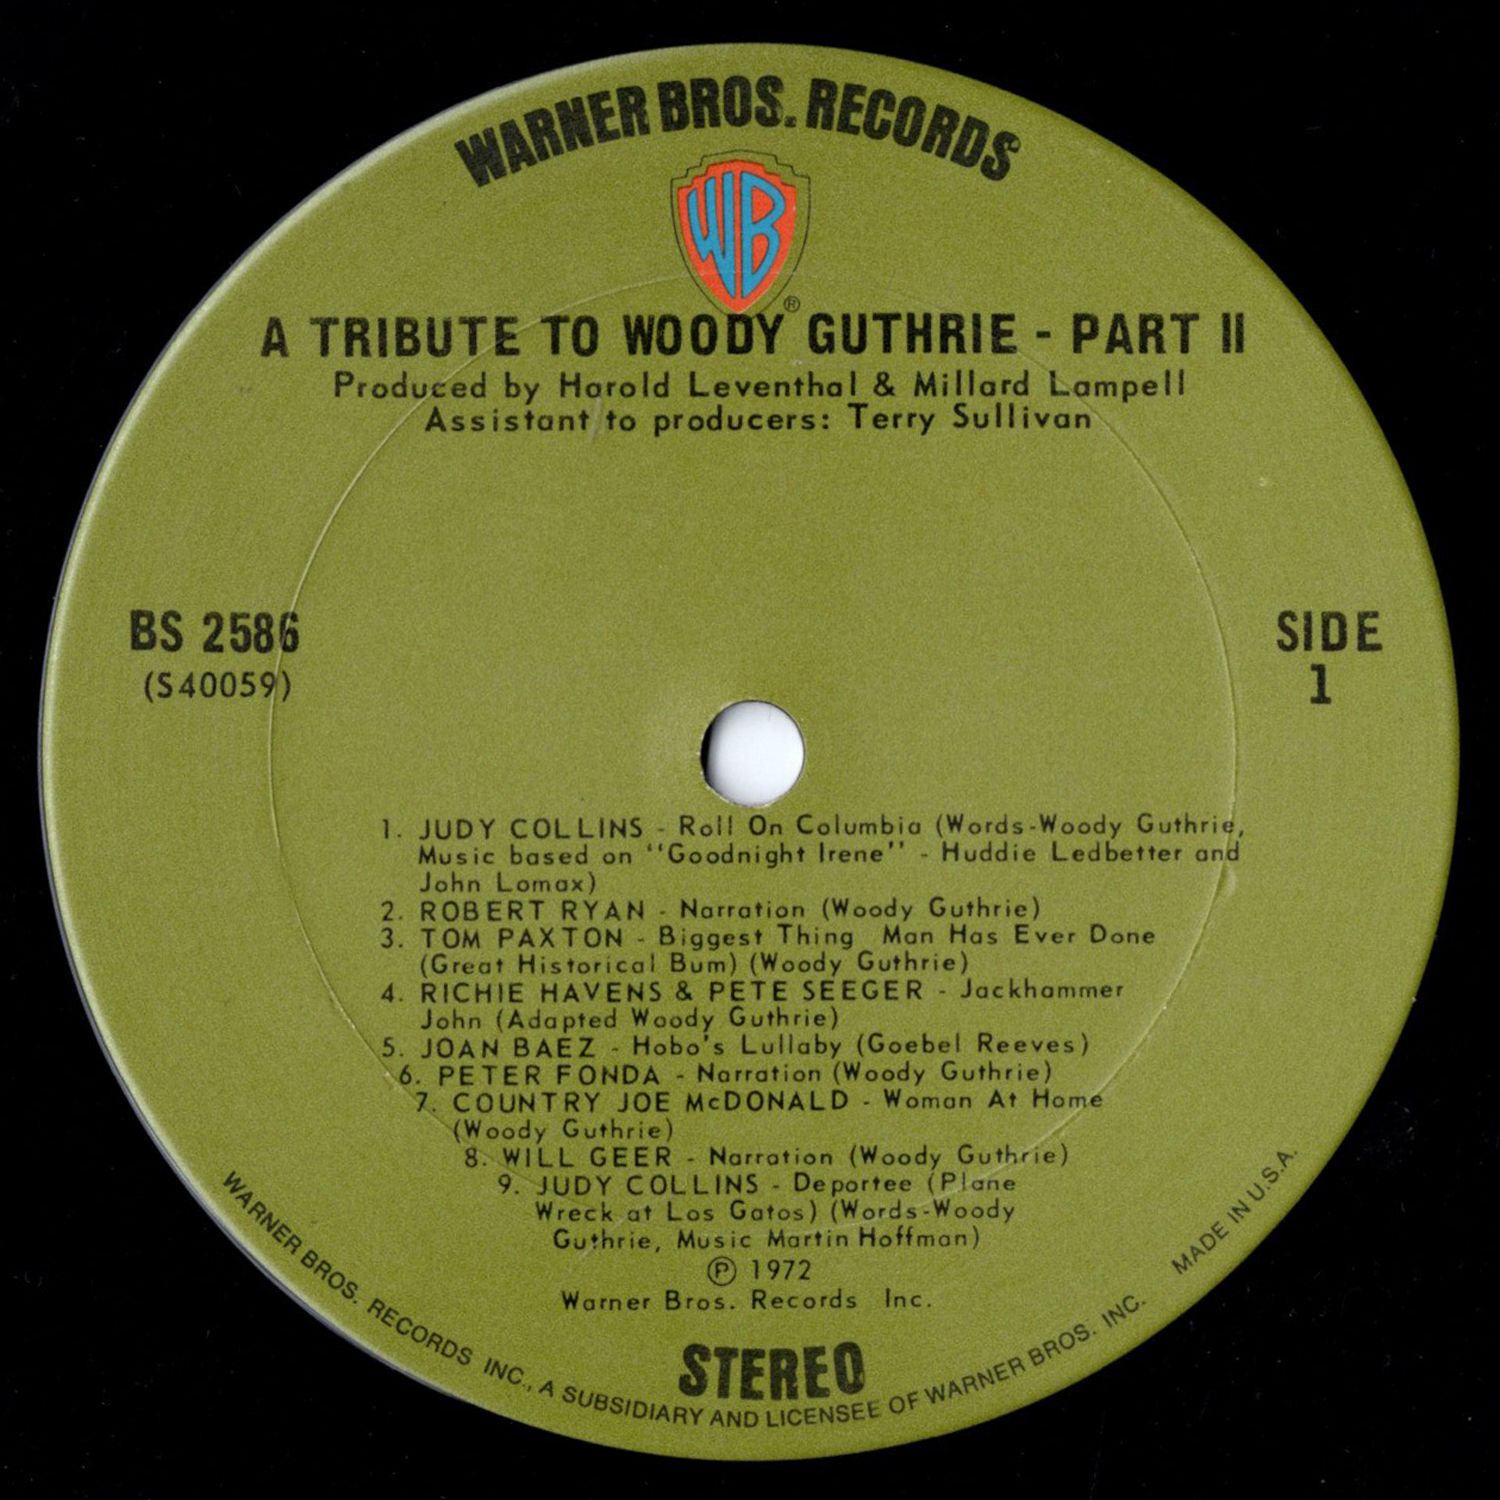 WARNER BROS. RECORDS
WB
®
A TRIBUTE TO WOODY GUTHRIE - PART II
Produced by Harold Leventhal & Millard Lampell
Assistant to producers: Terry Sullivan
BS 2586
(S40059)
SIDE
1
1. JUDY COLLINS - Roll On Columbia (Words-Woody Guthrie,
Music based on "Goodnight Irene" - Huddie Ledbetter and
John Lomax)
2. ROBERT RYAN - Narration (Woody Guthrie)
3. TOM PAXTON - Biggest Thing Man Has Ever Done
(Great Historical Bum) (Woody Guthrie)
4. RICHIE HAVENS & PETE SEEGER - Jackhammer
John (Adapted Woody Guthrie)
5. JOAN BAEZ - Hobo's Lullaby (Goebel Reeves)
6. PETER FONDA - Narration (Woody Guthrie)
7. COUNTRY JOE McDONALD - Woman At Home
(Woody Guthrie)
8. WILL GEER - Narration (Woody Guthrie)
9. JUDY COLLINS - Deportee (Plane
Wreck at Los Gatos) (Words-Woody
Guthrie, Music Martin Hoffman)
℗ 1972
Warner Bros. Records Inc.
STEREO
WARNER BROS. RECORDS INC., A SUBSIDIARY AND LICENSEE OF WARNER BROS. INC.
MADE IN U.S.A.